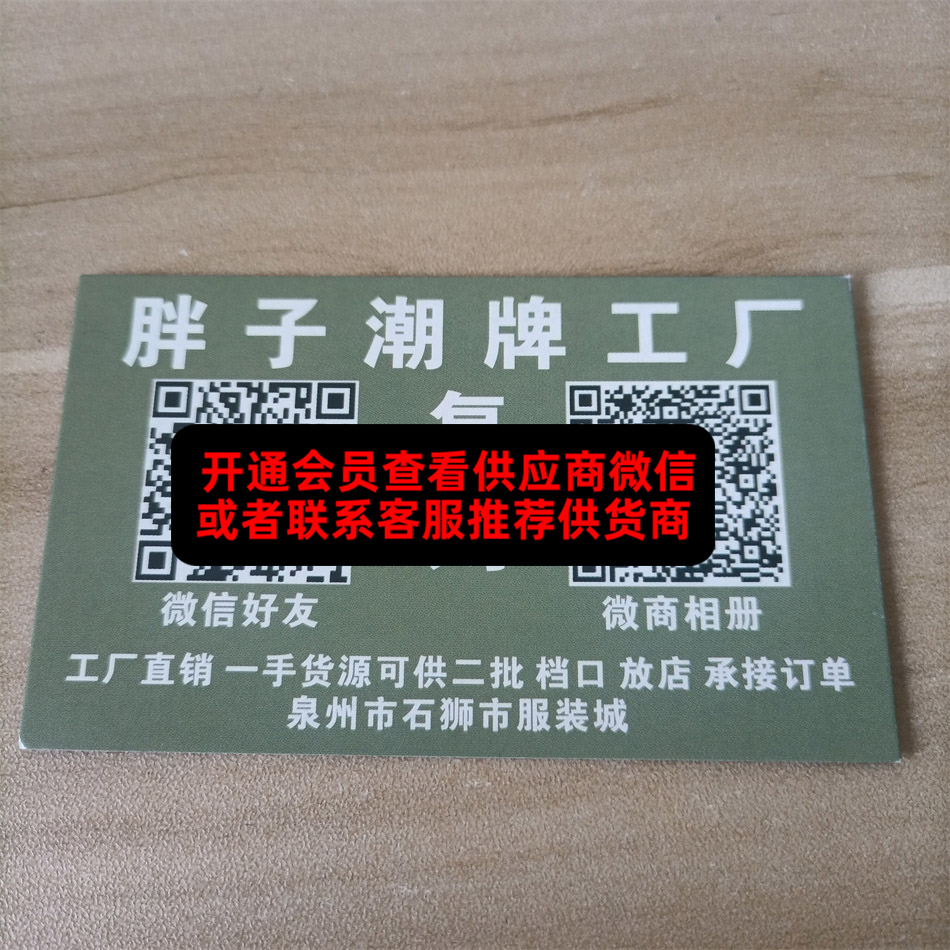 胖子潮牌工厂
开通会员查看供应商微信
或者联系客服推荐供货商
微信好友
微商相册
工厂直销 一手货源可供二批 档口 放店 承接订单
泉州市石狮市服装城